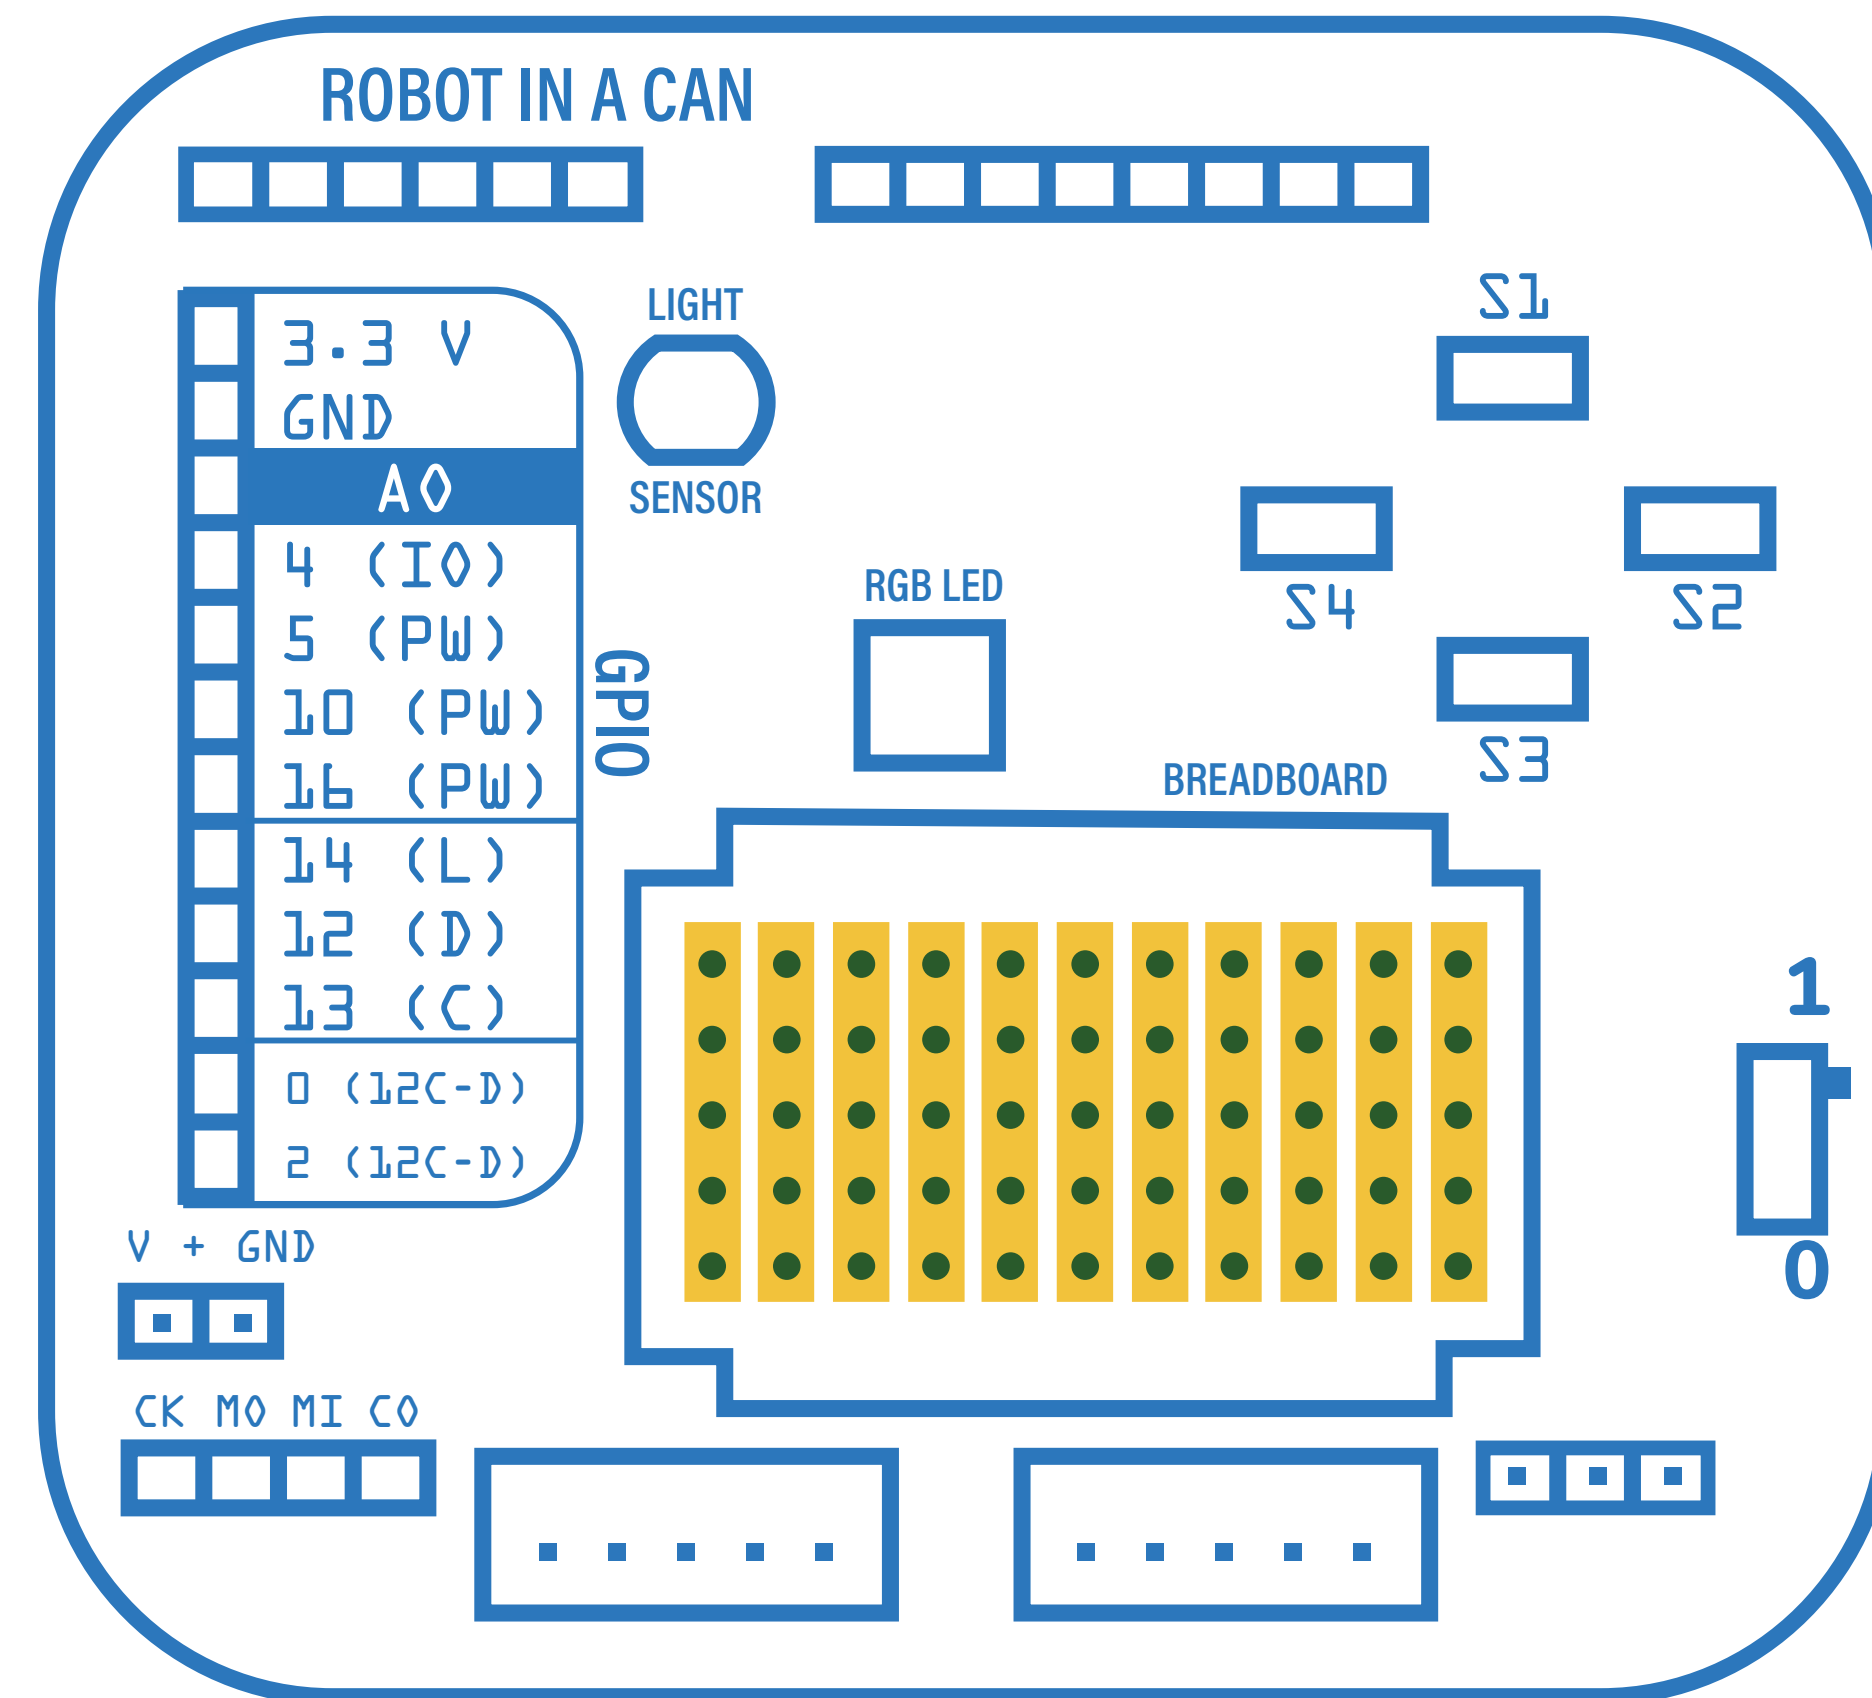 ROBOT IN A CAN
3.3 V
GND
A0
4 (IO)
5 (PW)
10 (PW)
16 (PW)
14 (L)
12 (D)
13 (C)
0 (12C-D)
2 (12C-D)
GPIO
LIGHT
SENSOR
RGB LED
S1
S4
S2
S3
BREADBOARD
1
0
V + GND
CK MO MI CO